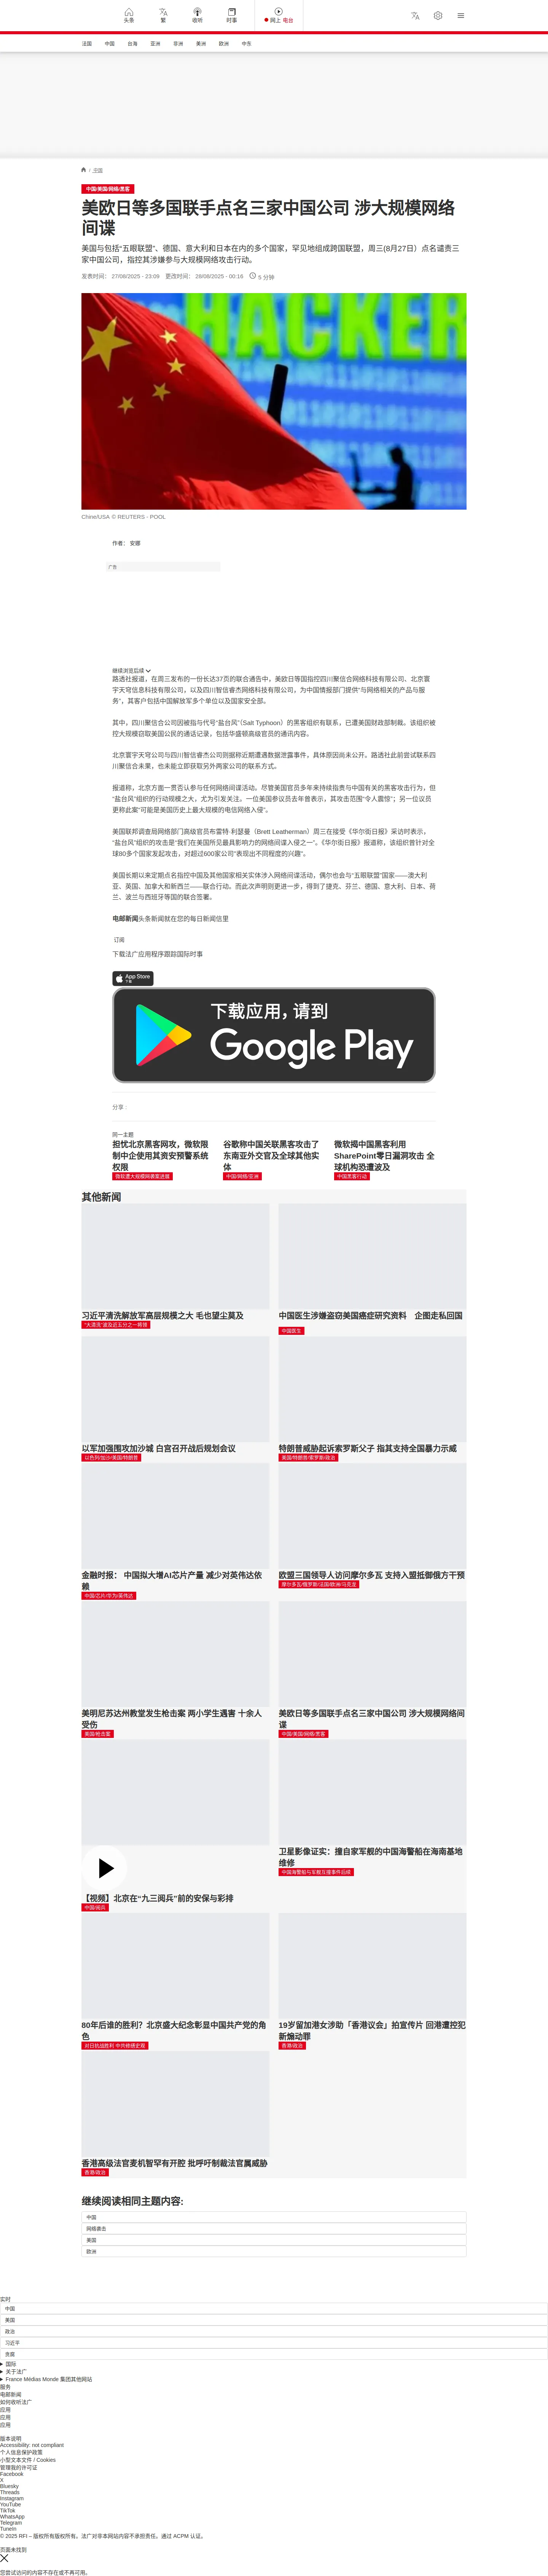 头条
繁
收听
时事
网上 电台
法国 中国 台海 亚洲 非洲 美洲 欧洲 中东
/ 中国
中国/美国/网络/黑客
美欧日等多国联手点名三家中国公司 涉大规模网络
间谍
美国与包括“五眼联盟”、德国、意大利和日本在内的多个国家，罕见地组成跨国联盟，周三(8月27日）点名谴责三
家中国公司，指控其涉嫌参与大规模网络攻击行动。
发表时间： 27/08/2025 - 23:09 更改时间： 28/08/2025 - 00:16 5 分钟
HACKER
Chine/USA © REUTERS - POOL
作者： 安娜
广告
继续浏览后续
路透社报道，在周三发布的一份长达37页的联合通告中，美欧日等国指控四川聚信合网络科技有限公司、北京寰
宇天穹信息科技有限公司，以及四川智信睿杰网络科技有限公司，为中国情报部门提供“与网络相关的产品与服
务”，其客户包括中国解放军多个单位以及国家安全部。
其中，四川聚信合公司因被指与代号“盐台风”（Salt Typhoon）的黑客组织有联系，已遭美国财政部制裁。该组织被
控大规模窃取美国公民的通话记录，包括华盛顿高级官员的通讯内容。
北京寰宇天穹公司与四川智信睿杰公司则据称近期遭遇数据泄露事件，具体原因尚未公开。路透社此前尝试联系四
川聚信合未果，也未能立即获取另外两家公司的联系方式。
报道称，北京方面一贯否认参与任何网络间谍活动。尽管美国官员多年来持续指责与中国有关的黑客攻击行为，但
“盐台风”组织的行动规模之大，尤为引发关注。一位美国参议员去年曾表示，其攻击范围“令人震惊”；另一位议员
更称此案“可能是美国历史上最大规模的电信网络入侵”。
美国联邦调查局网络部门高级官员布雷特·利瑟曼（Brett Leatherman）周三在接受《华尔街日报》采访时表示，
“盐台风”组织的攻击是“我们在美国所见最具影响力的网络间谍入侵之一”。《华尔街日报》报道称，该组织曾针对全
球80多个国家发起攻击，对超过600家公司“表现出不同程度的兴趣”。
美国长期以来定期点名指控中国及其他国家相关实体涉入网络间谍活动，偶尔也会与“五眼联盟”国家——澳大利
亚、英国、加拿大和新西兰——联合行动。而此次声明则更进一步，得到了捷克、芬兰、德国、意大利、日本、荷
兰、波兰与西班牙等国的联合签署。
电邮新闻头条新闻就在您的每日新闻信里
订阅
下载法广应用程序跟踪国际时事
App Store
下载
下载应用，请到
Google Play
分享 :
同一主题
担忧北京黑客网攻，微软限
制中企使用其资安预警系统
权限
微软遭大规模网袭案进展
谷歌称中国关联黑客攻击了
东南亚外交官及全球其他实
体
中国/网络/亚洲
微软揭中国黑客利用
SharePoint零日漏洞攻击 全
球机构恐遭波及
中国黑客行动
其他新闻
习近平清洗解放军高层规模之大 毛也望尘莫及
“大清洗”波及近五分之一将领
中国医生涉嫌盗窃美国癌症研究资料　企图走私回国
中国医生
以军加强围攻加沙城 白宫召开战后规划会议
以色列/加沙/美国/特朗普
特朗普威胁起诉索罗斯父子 指其支持全国暴力示威
美国/特朗普/索罗斯/政治
金融时报： 中国拟大增AI芯片产量 减少对英伟达依
赖
中国/芯片/华为/英伟达
欧盟三国领导人访问摩尔多瓦 支持入盟抵御俄方干预
摩尔多瓦/俄罗斯/法国/欧洲/马克龙
美明尼苏达州教堂发生枪击案 两小学生遇害 十余人
受伤
美国/枪击案
美欧日等多国联手点名三家中国公司 涉大规模网络间
谍
中国/美国/网络/黑客
【视频】北京在“九三阅兵”前的安保与彩排
中国/阅兵
卫星影像证实：撞自家军舰的中国海警船在海南基地
维修
中国海警船与军舰互撞事件后续
80年后谁的胜利？北京盛大纪念彰显中国共产党的角
色
对日抗战胜利 中共修缮史观
19岁留加港女涉助「香港议会」拍宣传片 回港遭控犯
新煽动罪
香港/政治
香港高级法官麦机智罕有开腔 批呼吁制裁法官属威胁
香港/政治
继续阅读相同主题内容:
中国
网络袭击
美国
欧洲
实时
中国
美国
政治
习近平
贪腐
国际
关于法广
France Médias Monde 集团其他网站
服务
电邮新闻
如何收听法广
应用
应用
应用
版本说明
Accessibility: not compliant
个人信息保护政策
小型文本文件 / Cookies
管理我的许可证
Facebook
X
Bluesky
Threads
Instagram
YouTube
TikTok
WhatsApp
Telegram
TuneIn
© 2025 RFI – 版权所有版权所有。法广对非本网站内容不承担责任。通过 ACPM 认证。
页面未找到
您尝试访问的内容不存在或不再可用。